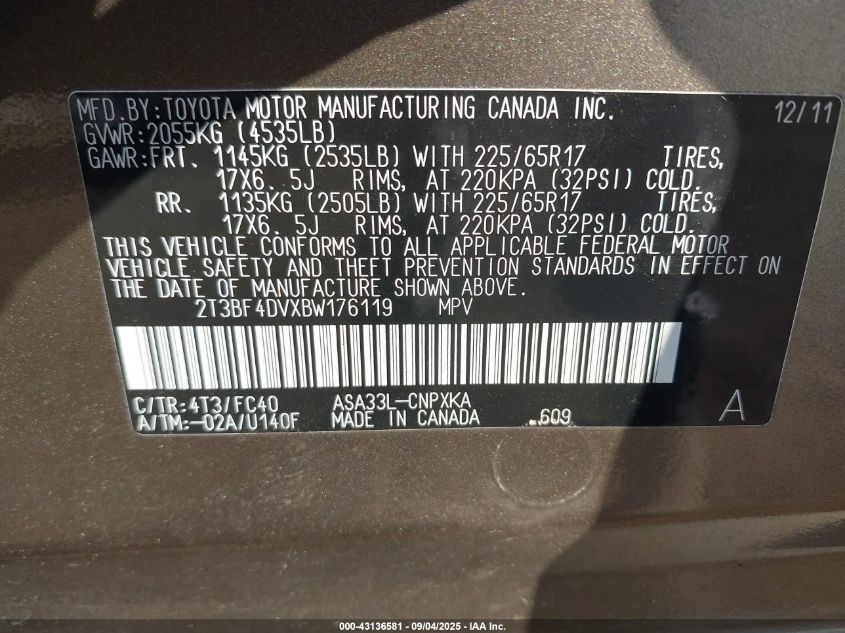 MFD.BY:TOYOTA MOTOR MANUFACTURING CANADA INC. 12/11
GVWR:2055KG (4535LB)
GAWR:FRT. 1145KG (2535LB) WITH 225/65R17 TIRES,
17X6. 5J RIMS, AT 220KPA (32PSI) COLD.
RR. 1135KG (2505LB) WITH 225/65R17 TIRES,
17X6. 5J RIMS, AT 220KPA (32PSI) COLD.
THIS VEHICLE CONFORMS TO ALL APPLICABLE FEDERAL MOTOR
VEHICLE SAFETY AND THEFT PREVENTION STANDARDS IN EFFECT ON
THE DATE OF MANUFACTURE SHOWN ABOVE.
2T3BF4DVXBW176119 MPV
C/TR:4T3/FC40 ASA33L-CNPXKA
A/TM:-02A/U140F MADE IN CANADA 609 A
000-43136581 - 09/04/2025 - IAA Inc.